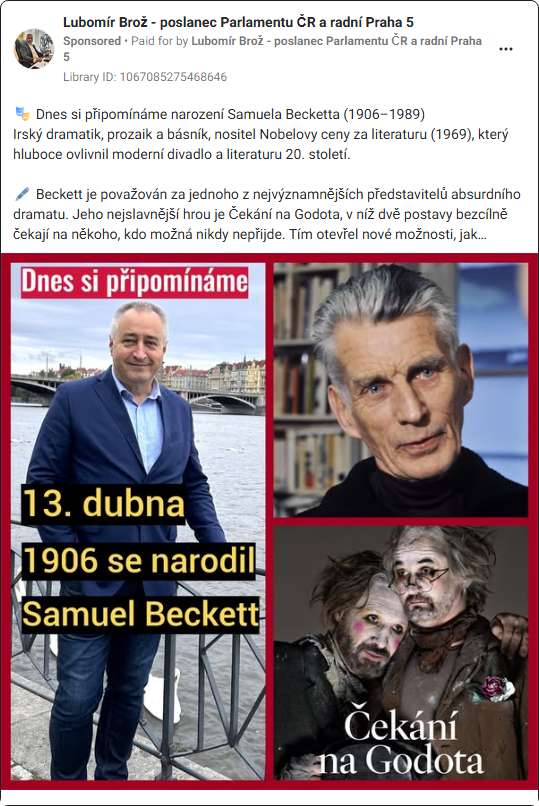 Lubomír Brož - poslanec Parlamentu ČR a radní Praha 5
Sponsored • Paid for by Lubomír Brož - poslanec Parlamentu ČR a radní Praha
5
Library ID: 1067085275468646
🎭 Dnes si připomínáme narození Samuela Becketta (1906–1989)
Irský dramatik, prozaik a básník, nositel Nobelovy ceny za literaturu (1969), který
hluboce ovlivnil moderní divadlo a literaturu 20. století.
🖋️ Beckett je považován za jednoho z nejvýznamnějších představitelů absurdního
dramatu. Jeho nejslavnější hrou je Čekání na Godota, v níž dvě postavy bezcílně
čekají na někoho, kdo možná nikdy nepřijde. Tím otevřel nové možnosti, jak...
Dnes si připomínáme
13. dubna
1906 se narodil
Samuel Beckett
Čekání
na Godota